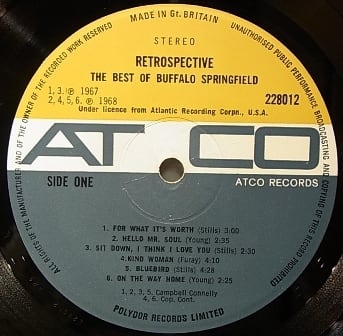 MADE IN Gt. BRITAIN
STEREO
RETROSPECTIVE
THE BEST OF BUFFALO SPRINGFIELD
1, 3. ℗ 1967
2, 4, 5, 6. ℗ 1968
228012
Under licence from Atlantic Recording Corpn., U.S.A.
ATCO
SIDE ONE
ATCO RECORDS
1. FOR WHAT IT'S WORTH (Stills) 3:00
2. HELLO MR. SOUL (Young) 2:35
3. SIT DOWN, I THINK I LOVE YOU (Stills) 2:30
4. KIND WOMAN (Furay) 4:10
5. BLUEBIRD (Stills) 4:28
6. ON THE WAY HOME (Young) 2:25
1, 2, 3, 5, Campbell Connelly
4, 6, Cop. Cont.
POLYDOR RECORDS LIMITED
ALL RIGHTS OF THE MANUFACTURER AND OF THE OWNER OF THE RECORDED WORK RESERVED
UNAUTHORISED PUBLIC PERFORMANCE BROADCASTING AND COPYING OF THIS RECORD PROHIBITED